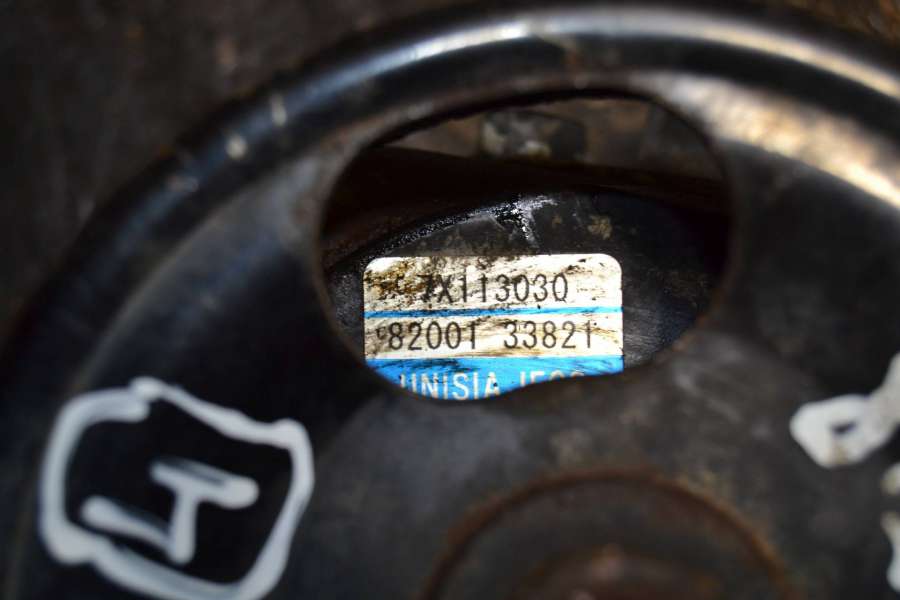 7X113030
82001 33821
UNISIA JECS
H